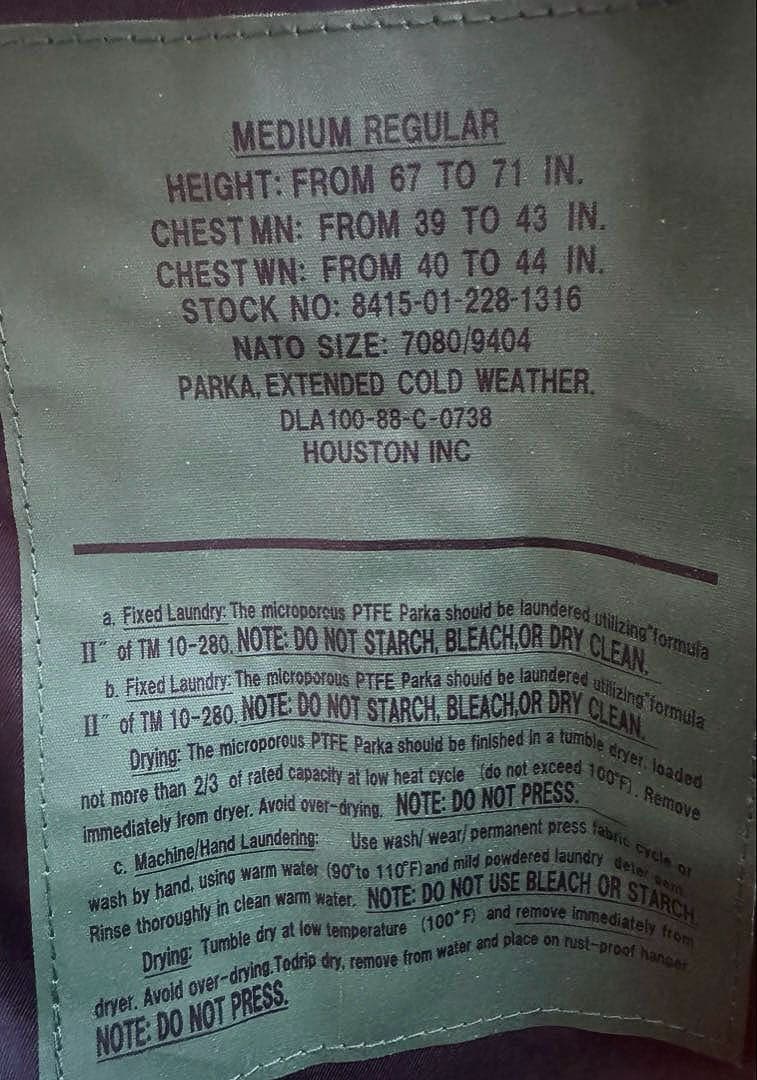 MEDIUM REGULAR
HEIGHT: FROM 67 TO 71 IN.
CHEST MN: FROM 39 TO 43 IN.
CHEST WN: FROM 40 TO 44 IN.
STOCK NO: 8415-01-228-1316
NATO SIZE: 7080/9404
PARKA, EXTENDED COLD WEATHER.
DLA100-88-C-0738
HOUSTON INC
a. Fixed Laundry: The microporcus PTFE Parka should be laundered utilizing "formula
II" of TM 10-280. NOTE: DO NOT STARCH, BLEACH,OR DRY CLEAN.
b. Fixed Laundry: The microporous PTFE Parka should be laundered utilizing "formula
II" of TM 10-280. NOTE: DO NOT STARCH, BLEACH,OR DRY CLEAN.
Drying: The microporous PTFE Parka should be finished in a tumble dryer, loaded
not more than 2/3 of rated capacity at low heat cycle (do not exceed 100°F). Remove
immediately Irom dryer. Avoid over-drying. NOTE: DO NOT PRESS.
c. Machine/Hand Laundering: Use wash/ wear/ permanent press fabric cycle or
wash by hand, using warm water (90°to 110°F) and mild powdered laundry
Rinse thoroughly in clean warm water. NOTE: DO NOT USE BLEACH OR STARCH.
Drying: Tumble dry at low temperature (100°F) and remove immediately from
dryer. Avoid over-drying.Todrip dry, remove from water and place on rust-proof hanger
NOTE: DO NOT PRESS.